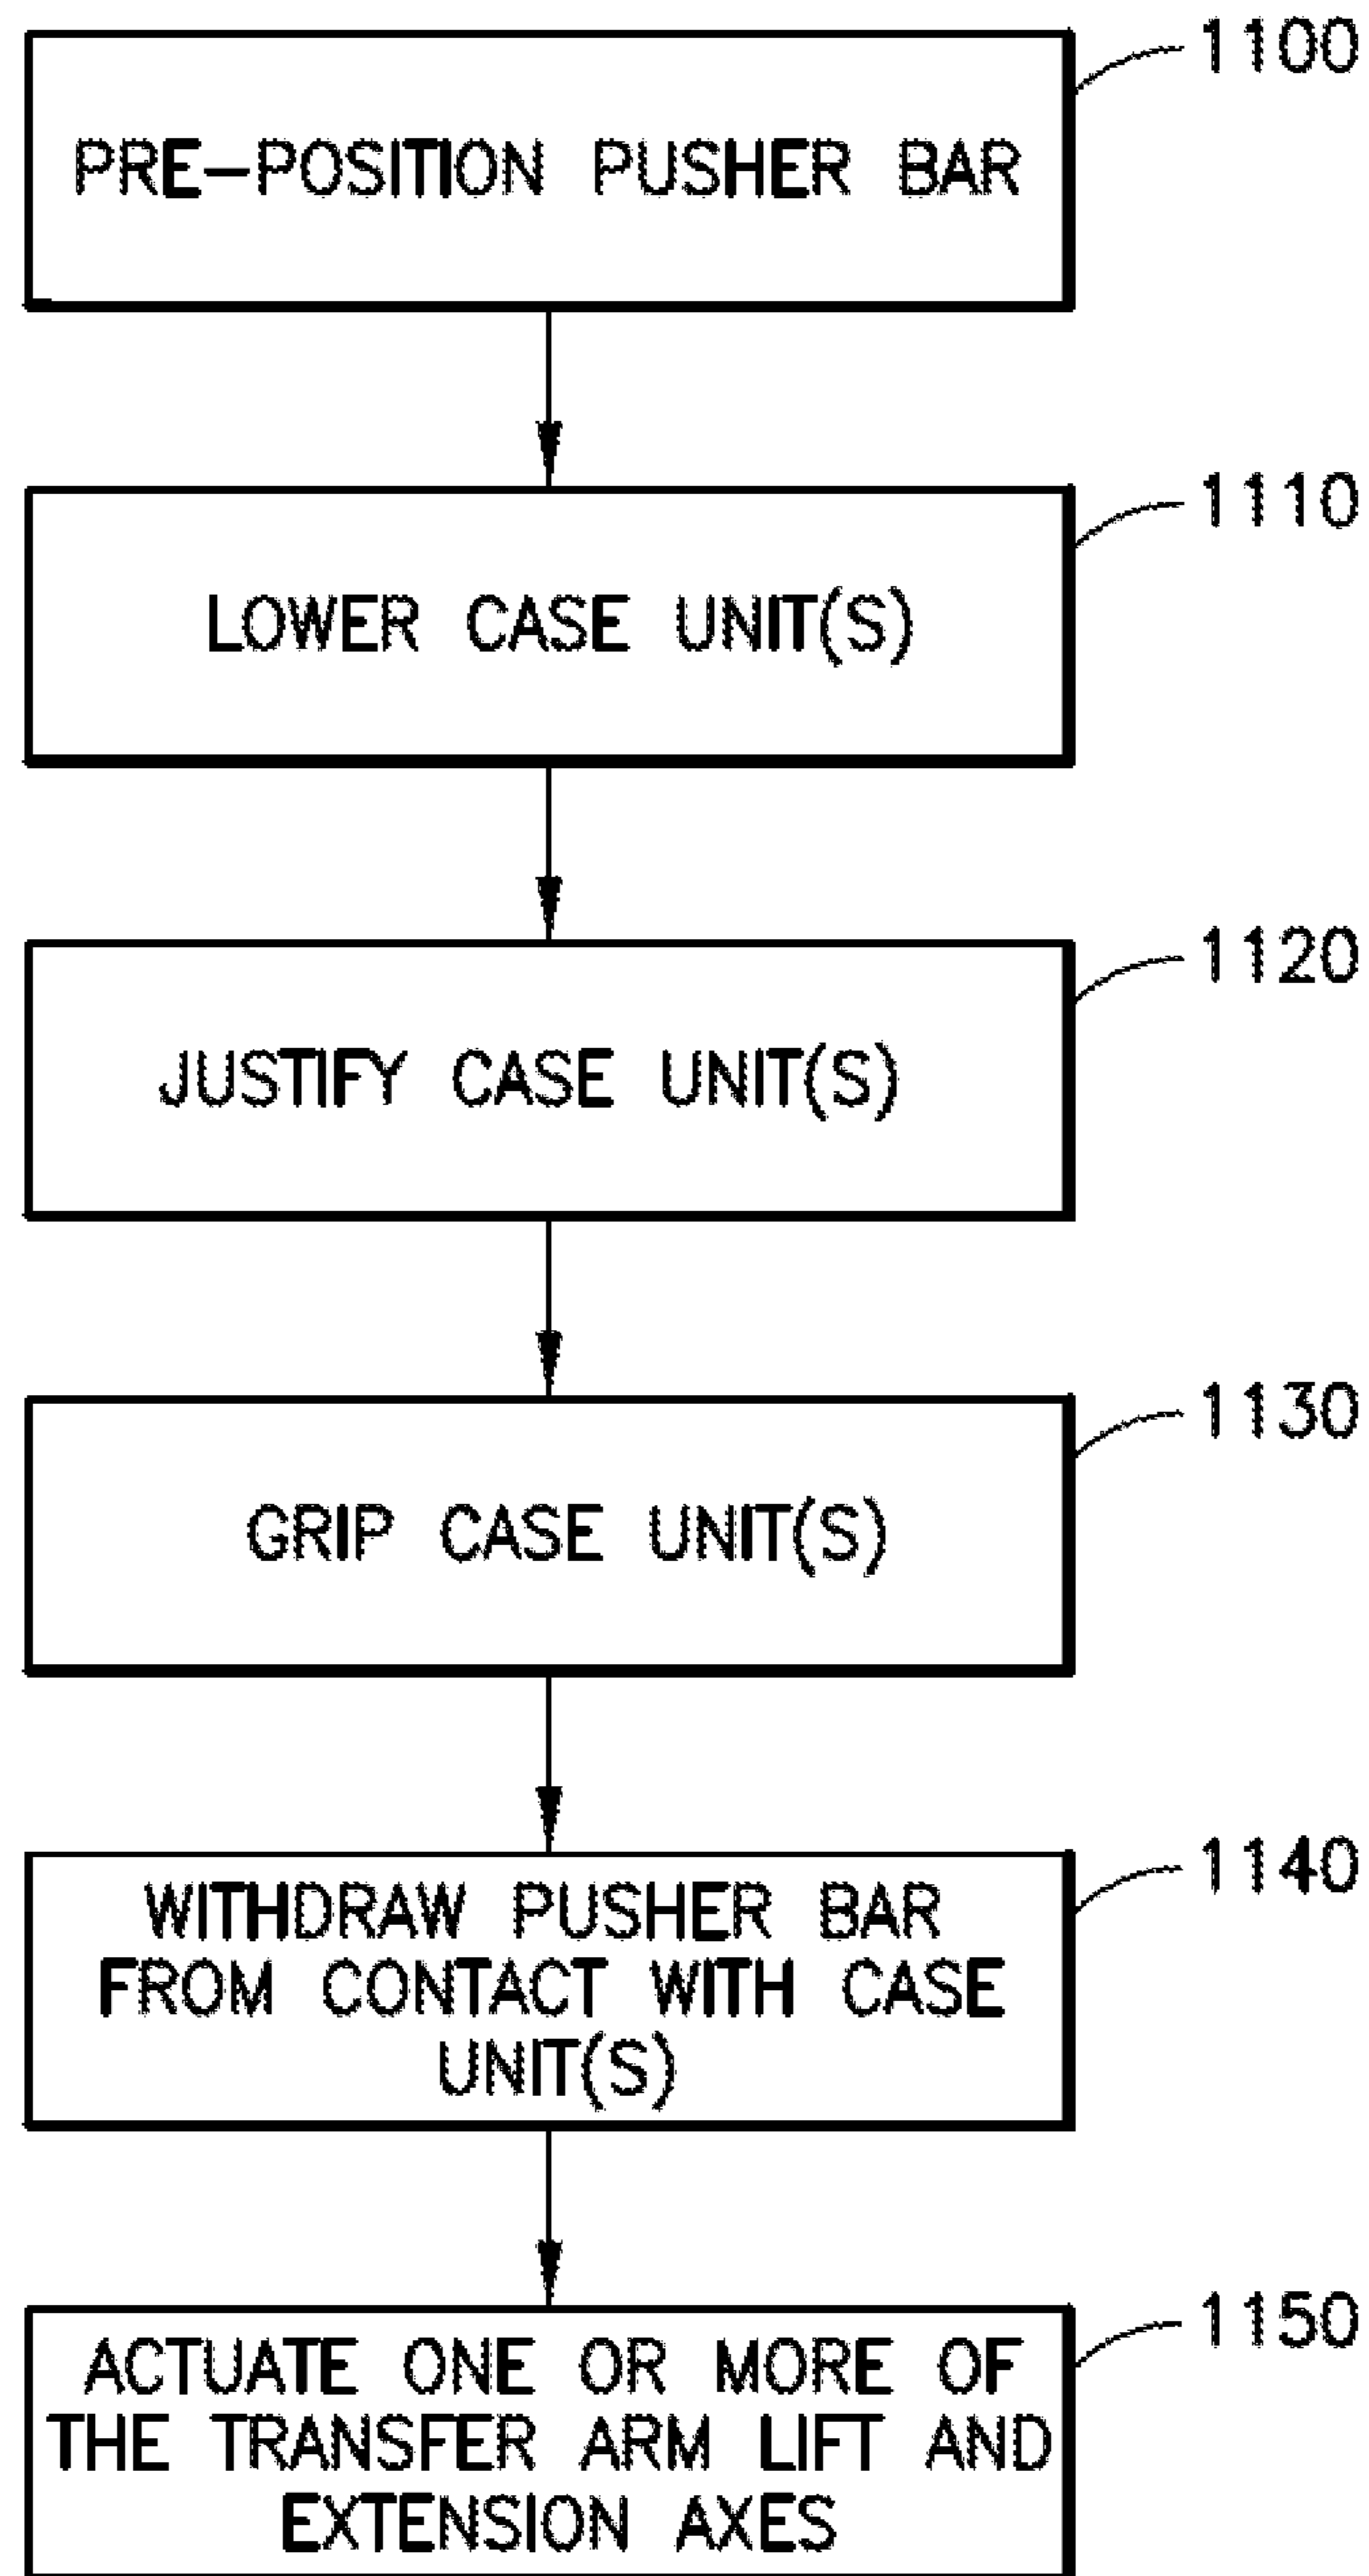 1100
PRE-POSITION PUSHER BAR
1110
LOWER CASE UNIT(S)
1120
JUSTIFY CASE UNIT(S)
1130
GRIP CASE UNIT(S)
1140
WITHDRAW PUSHER BAR
FROM CONTACT WITH CASE
UNIT(S)
1150
ACTUATE ONE OR MORE OF
THE TRANSFER ARM LIFT AND
EXTENSION AXES